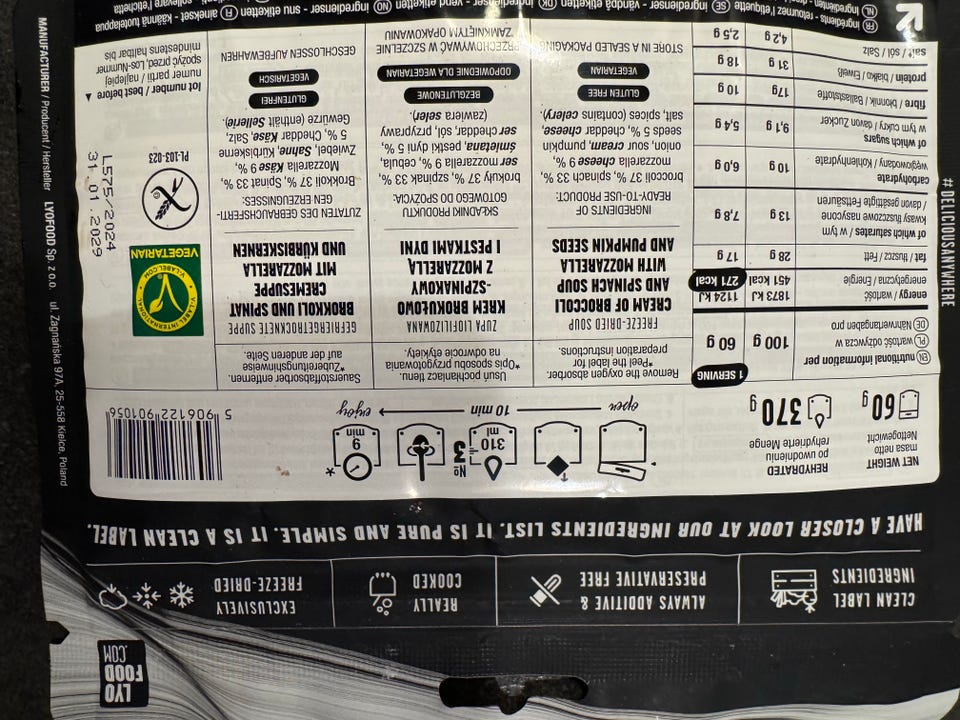 LYO
FOOD
.COM
CLEAN LABEL
INGREDIENTS
ALWAYS ADDITIVE &
PRESERVATIVE FREE
REALLY
COOKED
EXCLUSIVELY
FREEZE-DRIED
HAVE A CLOSER LOOK AT OUR INGREDIENTS LIST. IT IS PURE AND SIMPLE. IT IS A CLEAN LABEL.
NET WEIGHT
masa netto
Nettogewicht
60 g
REHYDRATED
po uwodnieniu
rehydrierte Menge
370 g
310
ml
Nº
3
9
min
*
open
10 min
enjoy
5 906122 901056
EN nutritional information per
PL wartość odżywcza w
DE Nährwertangaben pro
100 g
1 SERVING
60 g
energy / wartość
energetyczna / Energie
1873 kJ
451 kcal
1124 kJ
271 kcal
fat / tłuszcz / Fett
28 g
17 g
of which saturates / w tym
kwasy tłuszczowe nasycone
/ davon / gesättigte Fettsäuren
13 g
7,8 g
carbohydrate
węglowodany / Kohlenhydrate
10 g
6,0 g
of which sugars
w tym cukry / davon Zucker
9,1 g
5,4 g
fibre / błonnik / Ballaststoffe
17g
10 g
protein / białko / Eiweiß
31 g
18 g
salt / sól / Salz
4,2 g
2,5 g
Remove the oxygen absorber.
*Peel the label for
preparation instructions.
FREEZE-DRIED SOUP
CREAM OF BROCCOLI
AND SPINACH SOUP
WITH MOZZARELLA
AND PUMPKIN SEEDS
INGREDIENTS OF
READY-TO-USE PRODUCT:
broccoli 37 %, spinach 33 %,
mozzarella cheese 9 %,
onion, sour cream, pumpkin
seeds 5 %, cheddar cheese,
salt, spices (contains celery).
GLUTEN FREE
VEGETARIAN
STORE IN A SEALED PACKAGING
Usuń pochłaniacz tlenu.
*Opis sposobu przygotowania
na odwrocie etykiety.
ZUPA LIOFILIZOWANA
KREM BROKUŁOWO
-SZPINAKOWY
Z MOZZARELLĄ
I PESTKAMI DYNI
SKŁADNIKI PRODUKTU
GOTOWEGO DO SPOŻYCIA:
brokuły 37 %, szpinak 33 %,
ser mozzarella 9 %, cebula,
śmietana, pestki dyni 5 %,
ser cheddar, sól, przyprawy
(zawiera seler).
BEZGLUTENOWE
ODPOWIEDNIE DLA WEGETARIAN
PRZECHOWYWAĆ W SZCZELNIE
ZAMKNIĘTYM OPAKOWANIU
Sauerstoffabsorber entfernen.
*Zubereitungshinweise
auf der anderen Seite.
GEFRIERGETROCKNETE SUPPE
BROKKOLI UND SPINAT
CREMESUPPE
MIT MOZZARELLA
UND KÜRBISKERNEN
ZUTATEN DES GEBRAUCHSFERTI-
GEN ERZEUGNISSES:
Brokkoli 37 %, Spinat 33 %,
Mozzarella Käse 9 %,
Zwiebel, Sahne, Kürbiskerne
5 %, Cheddar Käse, Salz,
Gewürze (enthält Sellerie).
GLUTENFREI
VEGETARISCH
GESCHLOSSEN AUFBEWAHREN
V-LABEL INTERNATIONAL
V-LABEL.COM
VEGETARIAN
PL-103-023
L575/2024
31.01.2029
lot number / best before
numer partii / najlepiej
spożyć przed, Los-Nummer
mindestens haltbar bis
MANUFACTURER / Producent / Hersteller LYOFOOD Sp. z o.o. ul. Zagnańska 97A, 25-558 Kielce, Poland
#DELICIOUSANYWHERE